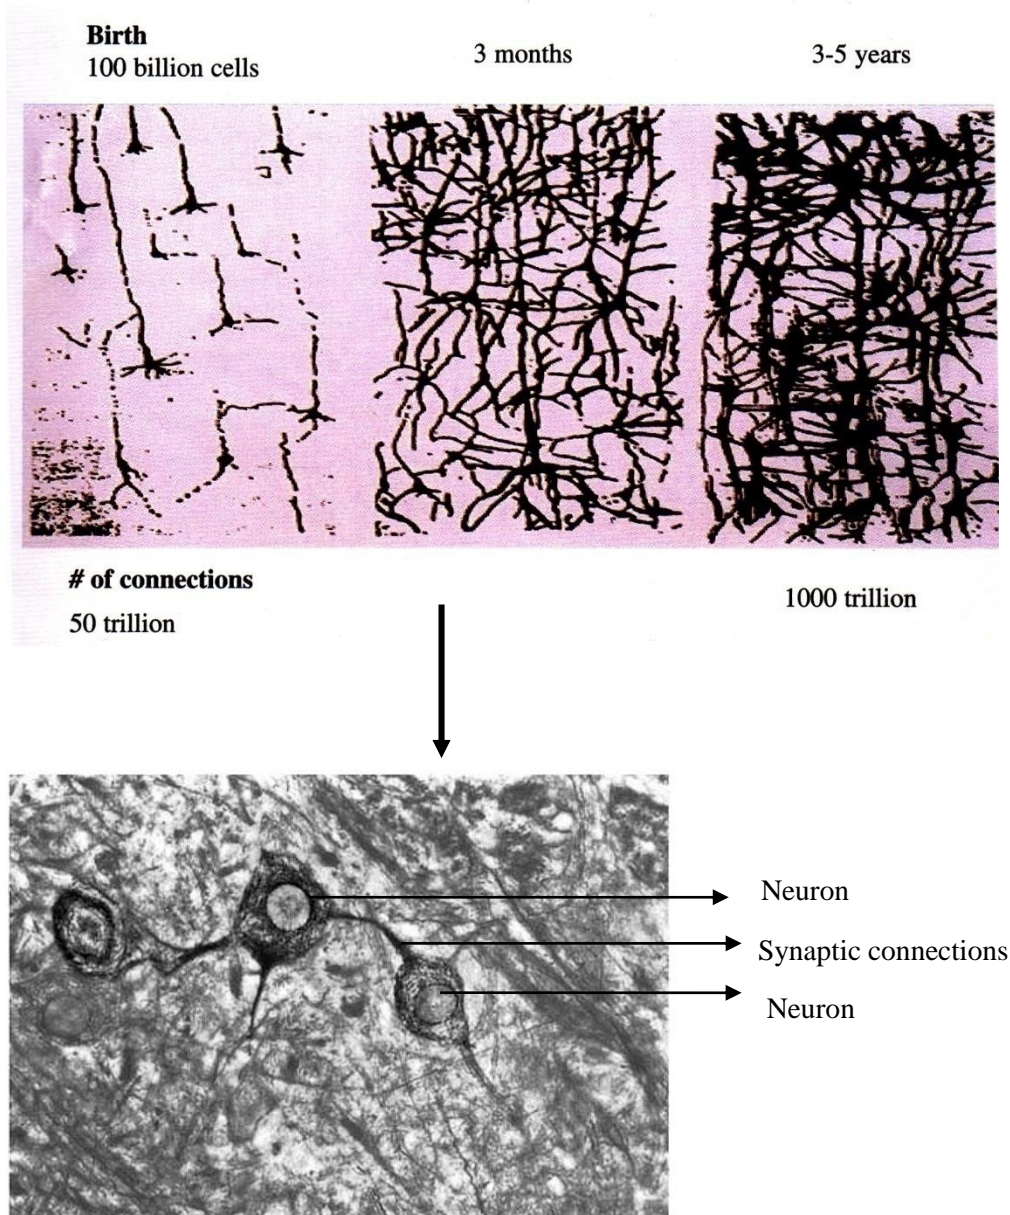 Birth
100 billion cells
3 months
3-5 years
# of connections
50 trillion
1000 trillion
Neuron
Synaptic connections
Neuron